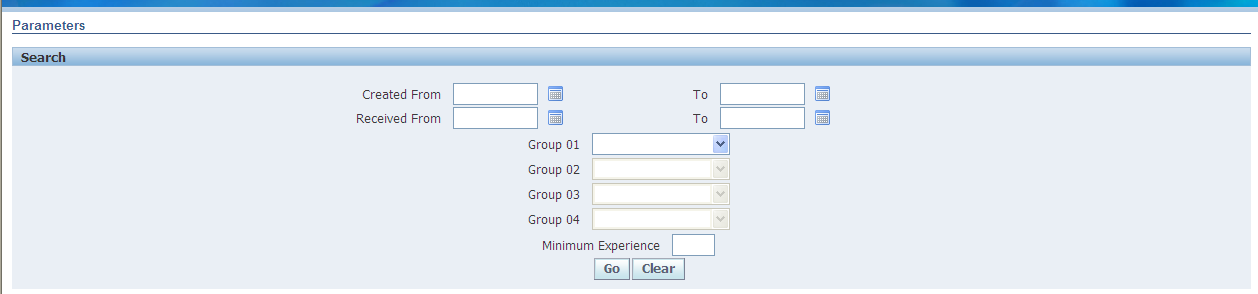 Parameters
Search
Created From To
Received From To
Group 01
Group 02
Group 03
Group 04
Minimum Experience
Go Clear